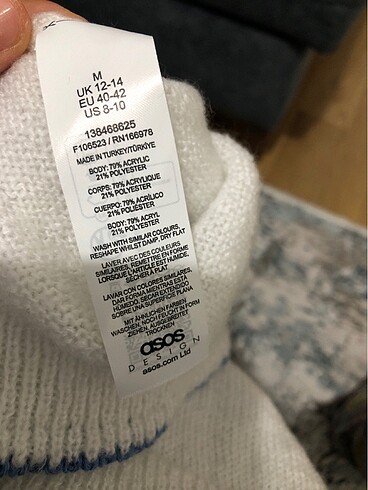 M
UK 12-14
EU 40-42
US 8-10
138468625
F106523 / RN166978
MADE IN TURKEY/TÜRKİYE
BODY: 79% ACRYLIC
21% POLYESTER
CORPS: 79% ACRYLIQUE
21% POLYESTER
CUERPO: 79% ACRÍLICO
21% POLIÉSTER
BODY: 79% ACRYL
21% POLYESTER
WASH WITH SIMILAR COLOURS,
RESHAPE WHILST DAMP, DRY FLAT
LAVER AVEC DES COULEURS
SIMILAIRES, REMETTRE EN FORME
LORSQUE L'ARTICLE EST HUMIDE,
SÉCHER À PLAT
LAVAR CON COLORES SIMILARES,
DAR FORMA MIENTRAS ESTÁ
HÚMEDO, SECAR EXTENDIDO
SOBRE UNA SUPERFICIE PLANA
MIT ÄHNLICHEN FARBEN
WASCHEN, NOCH FEUCHT IN FORM
ZIEHEN, AUSGEBREITET
TROCKNEN
asos
DESIGN
asos.com Ltd